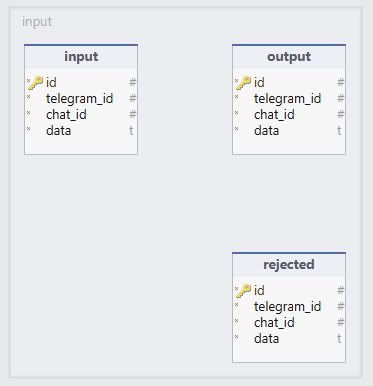 input
input
id #
telegram_id #
chat_id #
data t
output
id #
telegram_id #
chat_id #
data t
rejected
id #
telegram_id #
chat_id #
data t